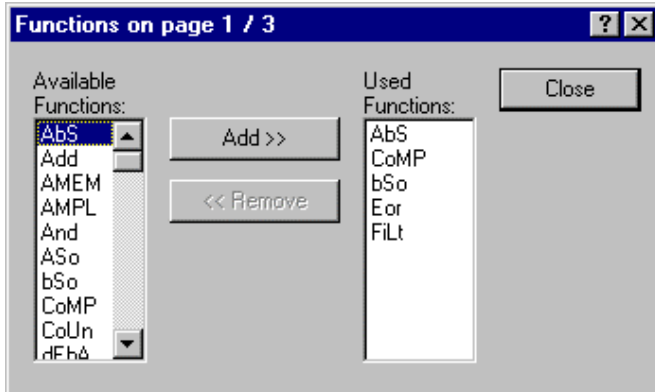 Functions on page 1 / 3
Available
Functions:
AbS
Add
AMEM
AMPL
And
ASo
bSo
CoMP
CoUn
dEbA
Add >>
<< Remove
Used
Functions:
AbS
CoMP
bSo
Eor
FiLt
Close